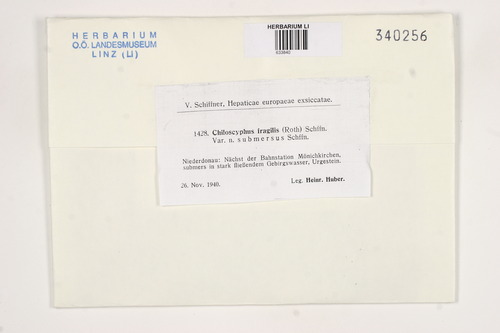 HERBARIUM
O.Ö. LANDESMUSEUM
LINZ (LI)
HERBARIUM LI
340256
V. Schiffner, Hepaticae europaeae exsiccatae.
1428. Chiloscyphus fragilis (Roth) Schffn.
Var. n. submersus Schffn.
Niederdonau: Nächst der Bahnstation Mönichkirchen,
submers in stark fließendem Gebirgswasser, Urgestein.
26. Nov. 1940.
Leg. Heinr. Huber.